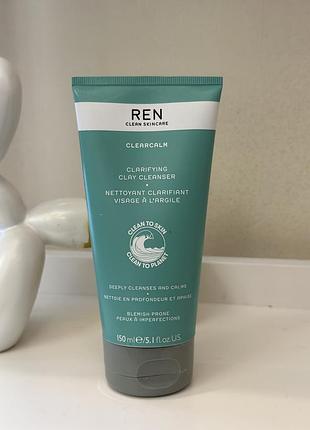 REN
CLEAN SKINCARE
CLEARCALM
CLARIFYING
CLAY CLEANSER
•
NETTOYANT CLARIFIANT
VISAGE À L'ARGILE
CLEAN TO SKIN
CLEAN TO PLANET
DEEPLY CLEANSES AND CALMS
•
NETTOIE EN PROFONDEUR ET APAISE
BLEMISH PRONE
PEAUX À IMPERFECTIONS
150 ml e/5.1 fl.oz.US